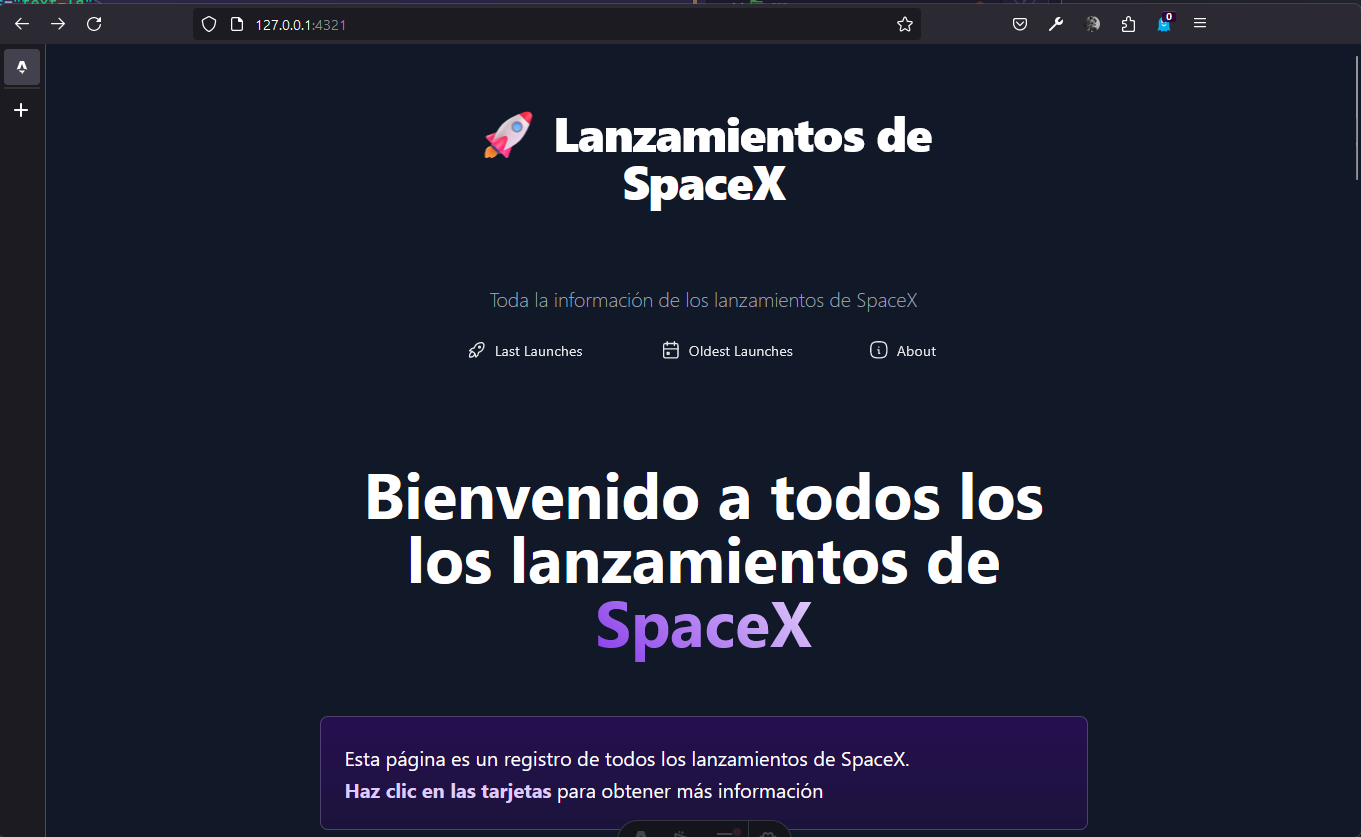 127.0.0.1:4321
0
🚀 Lanzamientos de
SpaceX
Toda la información de los lanzamientos de SpaceX
Last Launches
Oldest Launches
About
Bienvenido a todos los
los lanzamientos de
SpaceX
Esta página es un registro de todos los lanzamientos de SpaceX.
Haz clic en las tarjetas para obtener más información